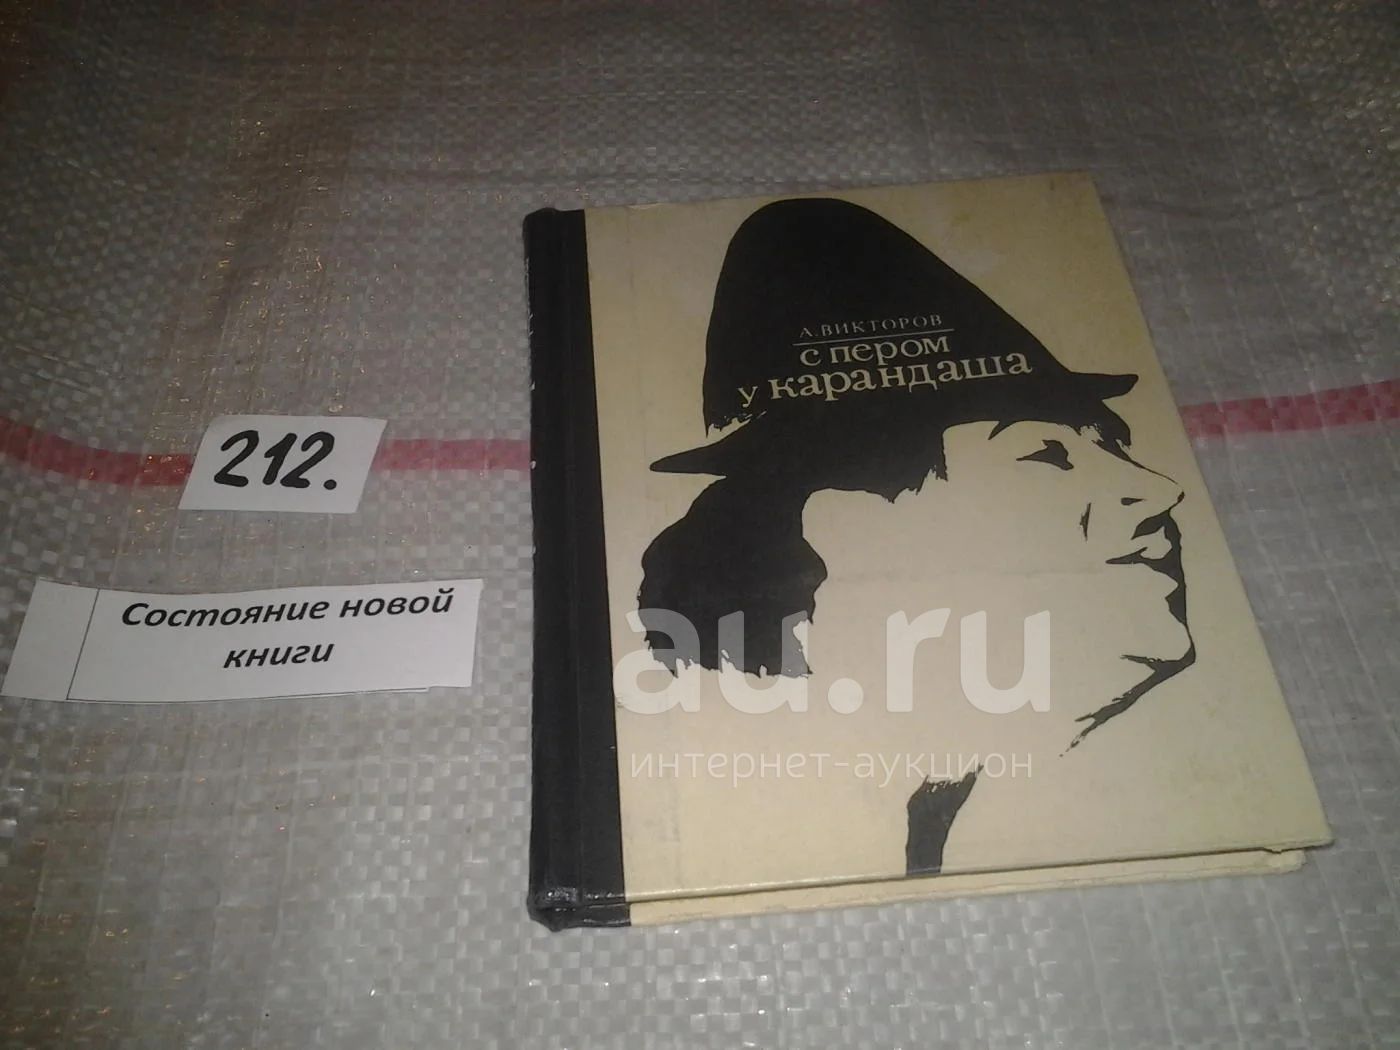 А.ВИКТОРОВ
с пером
у карандаша
212.
Состояние новой
книги
au.ru
интернет-аукцион